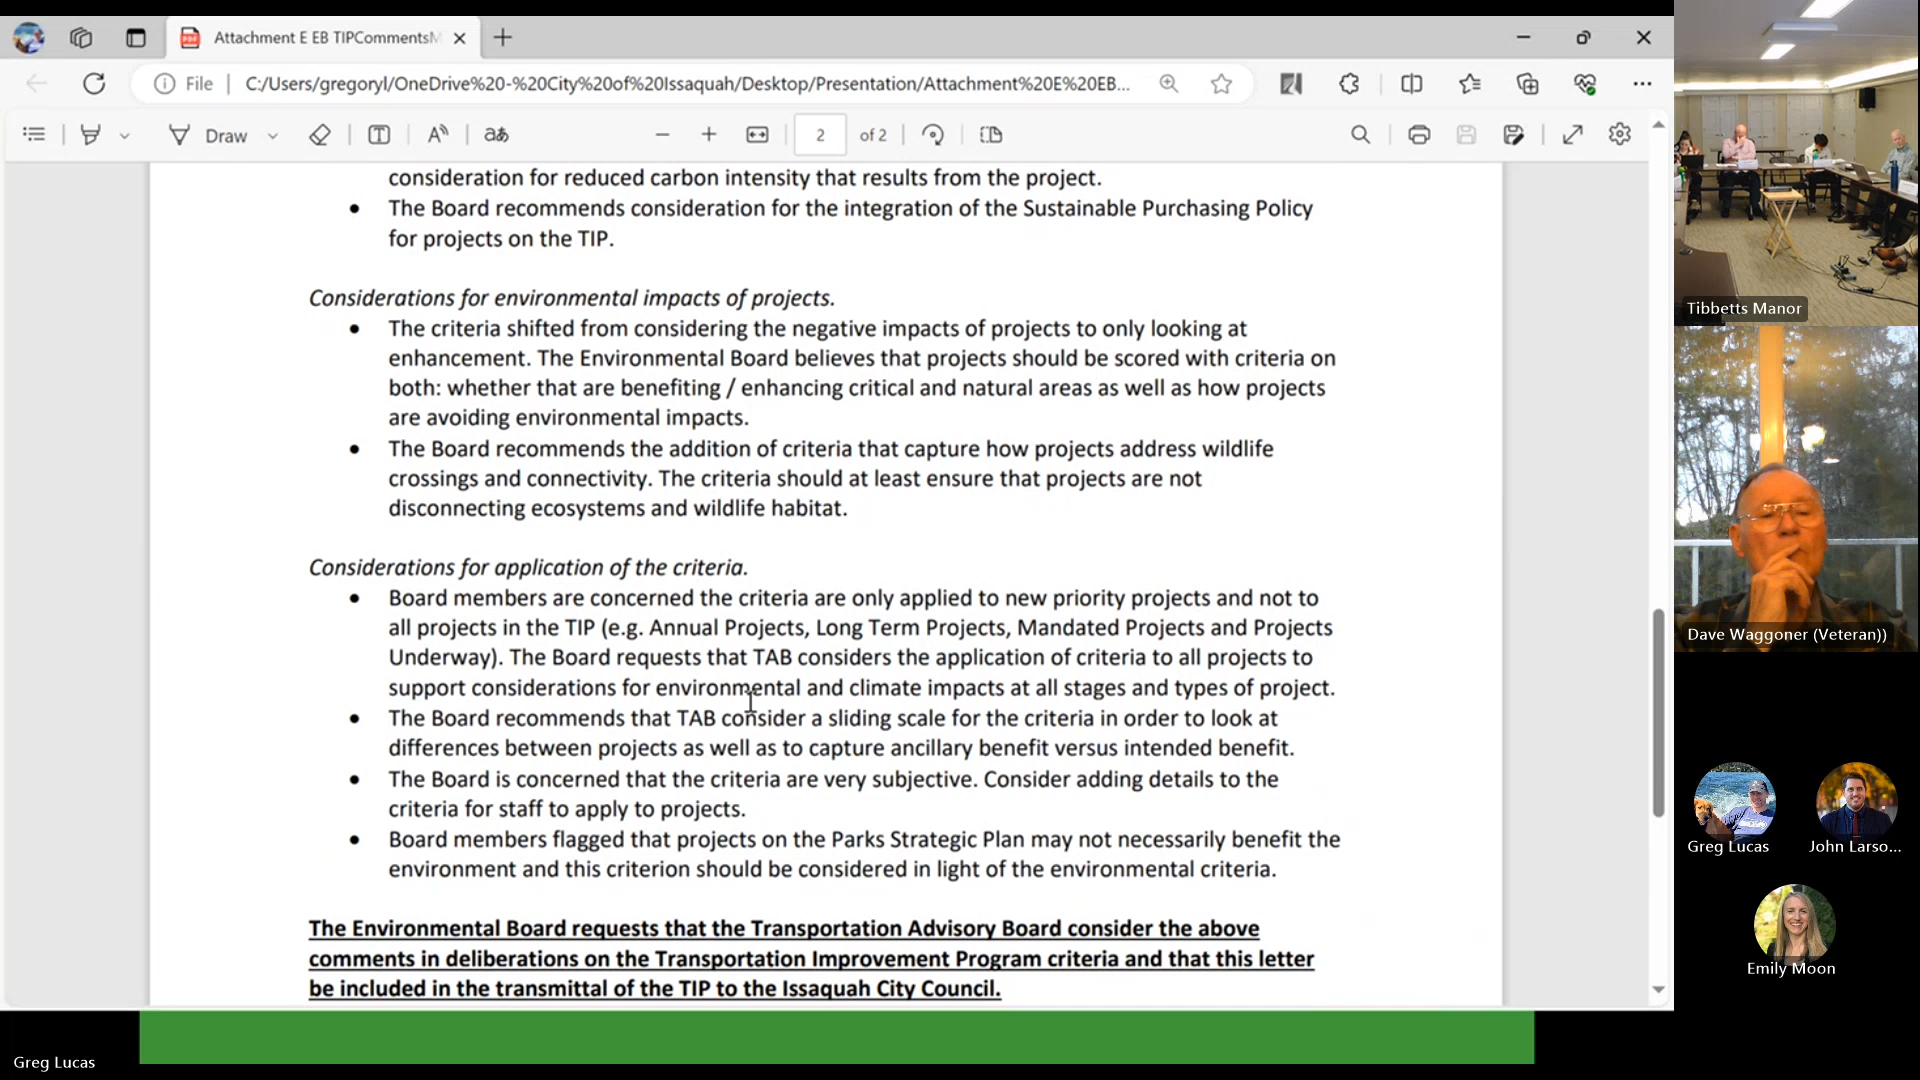 Attachment E EB TIPCommentsM
File
C:/Users/gregoryl/OneDrive%20-%20City%20of%20Issaquah/Desktop/Presentation/Attachment%20E%20EB...
Draw
2 of 2
consideration for reduced carbon intensity that results from the project.
• The Board recommends consideration for the integration of the Sustainable Purchasing Policy
for projects on the TIP.
Considerations for environmental impacts of projects.
• The criteria shifted from considering the negative impacts of projects to only looking at
enhancement. The Environmental Board believes that projects should be scored with criteria on
both: whether that are benefiting / enhancing critical and natural areas as well as how projects
are avoiding environmental impacts.
• The Board recommends the addition of criteria that capture how projects address wildlife
crossings and connectivity. The criteria should at least ensure that projects are not
disconnecting ecosystems and wildlife habitat.
Considerations for application of the criteria.
• Board members are concerned the criteria are only applied to new priority projects and not to
all projects in the TIP (e.g. Annual Projects, Long Term Projects, Mandated Projects and Projects
Underway). The Board requests that TAB considers the application of criteria to all projects to
support considerations for environmental and climate impacts at all stages and types of project.
• The Board recommends that TAB consider a sliding scale for the criteria in order to look at
differences between projects as well as to capture ancillary benefit versus intended benefit.
• The Board is concerned that the criteria are very subjective. Consider adding details to the
criteria for staff to apply to projects.
• Board members flagged that projects on the Parks Strategic Plan may not necessarily benefit the
environment and this criterion should be considered in light of the environmental criteria.
The Environmental Board requests that the Transportation Advisory Board consider the above
comments in deliberations on the Transportation Improvement Program criteria and that this letter
be included in the transmittal of the TIP to the Issaquah City Council.
Greg Lucas
Tibbetts Manor
Dave Waggoner (Veteran))
Greg Lucas
John Larso...
Emily Moon